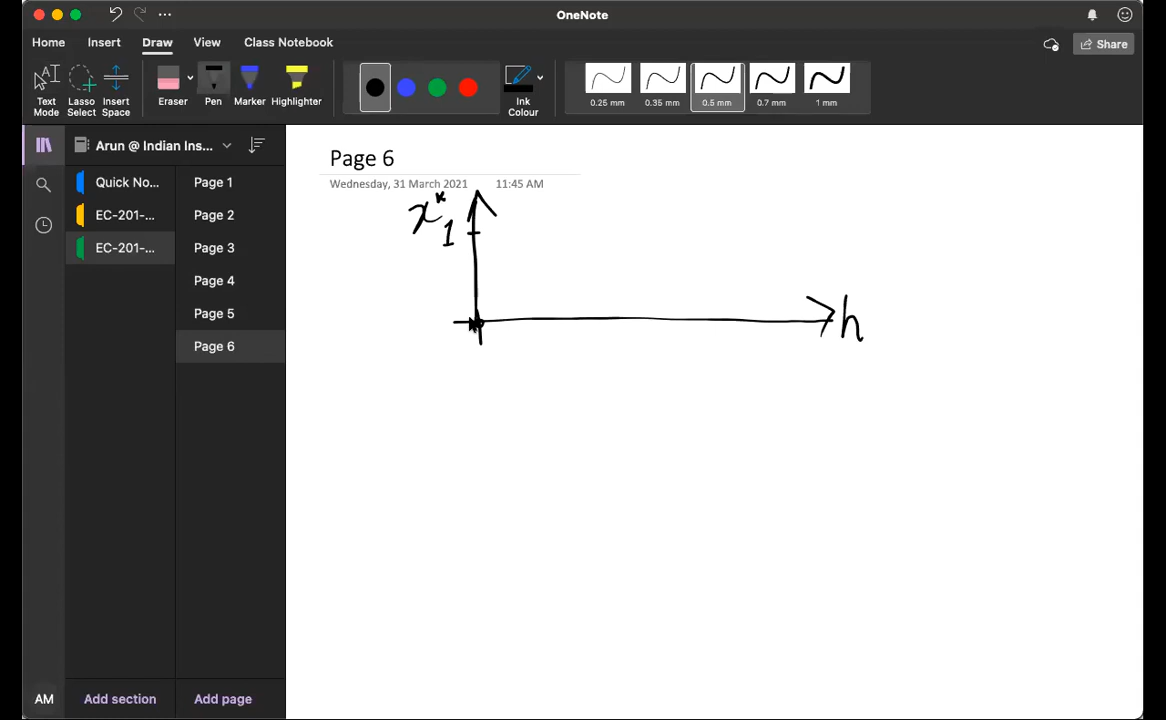 OneNote
Home Insert Draw View Class Notebook
Share
Text Mode
Lasso Select
Insert Space
Eraser
Pen
Marker
Highlighter
Ink Colour
0.25 mm
0.35 mm
0.5 mm
0.7 mm
1 mm
Arun @ Indian Ins...
Quick No...
EC-201-...
EC-201-...
Page 1
Page 2
Page 3
Page 4
Page 5
Page 6
Page 6
Wednesday, 31 March 2021 11:45 AM
x*1
h
AM
Add section
Add page